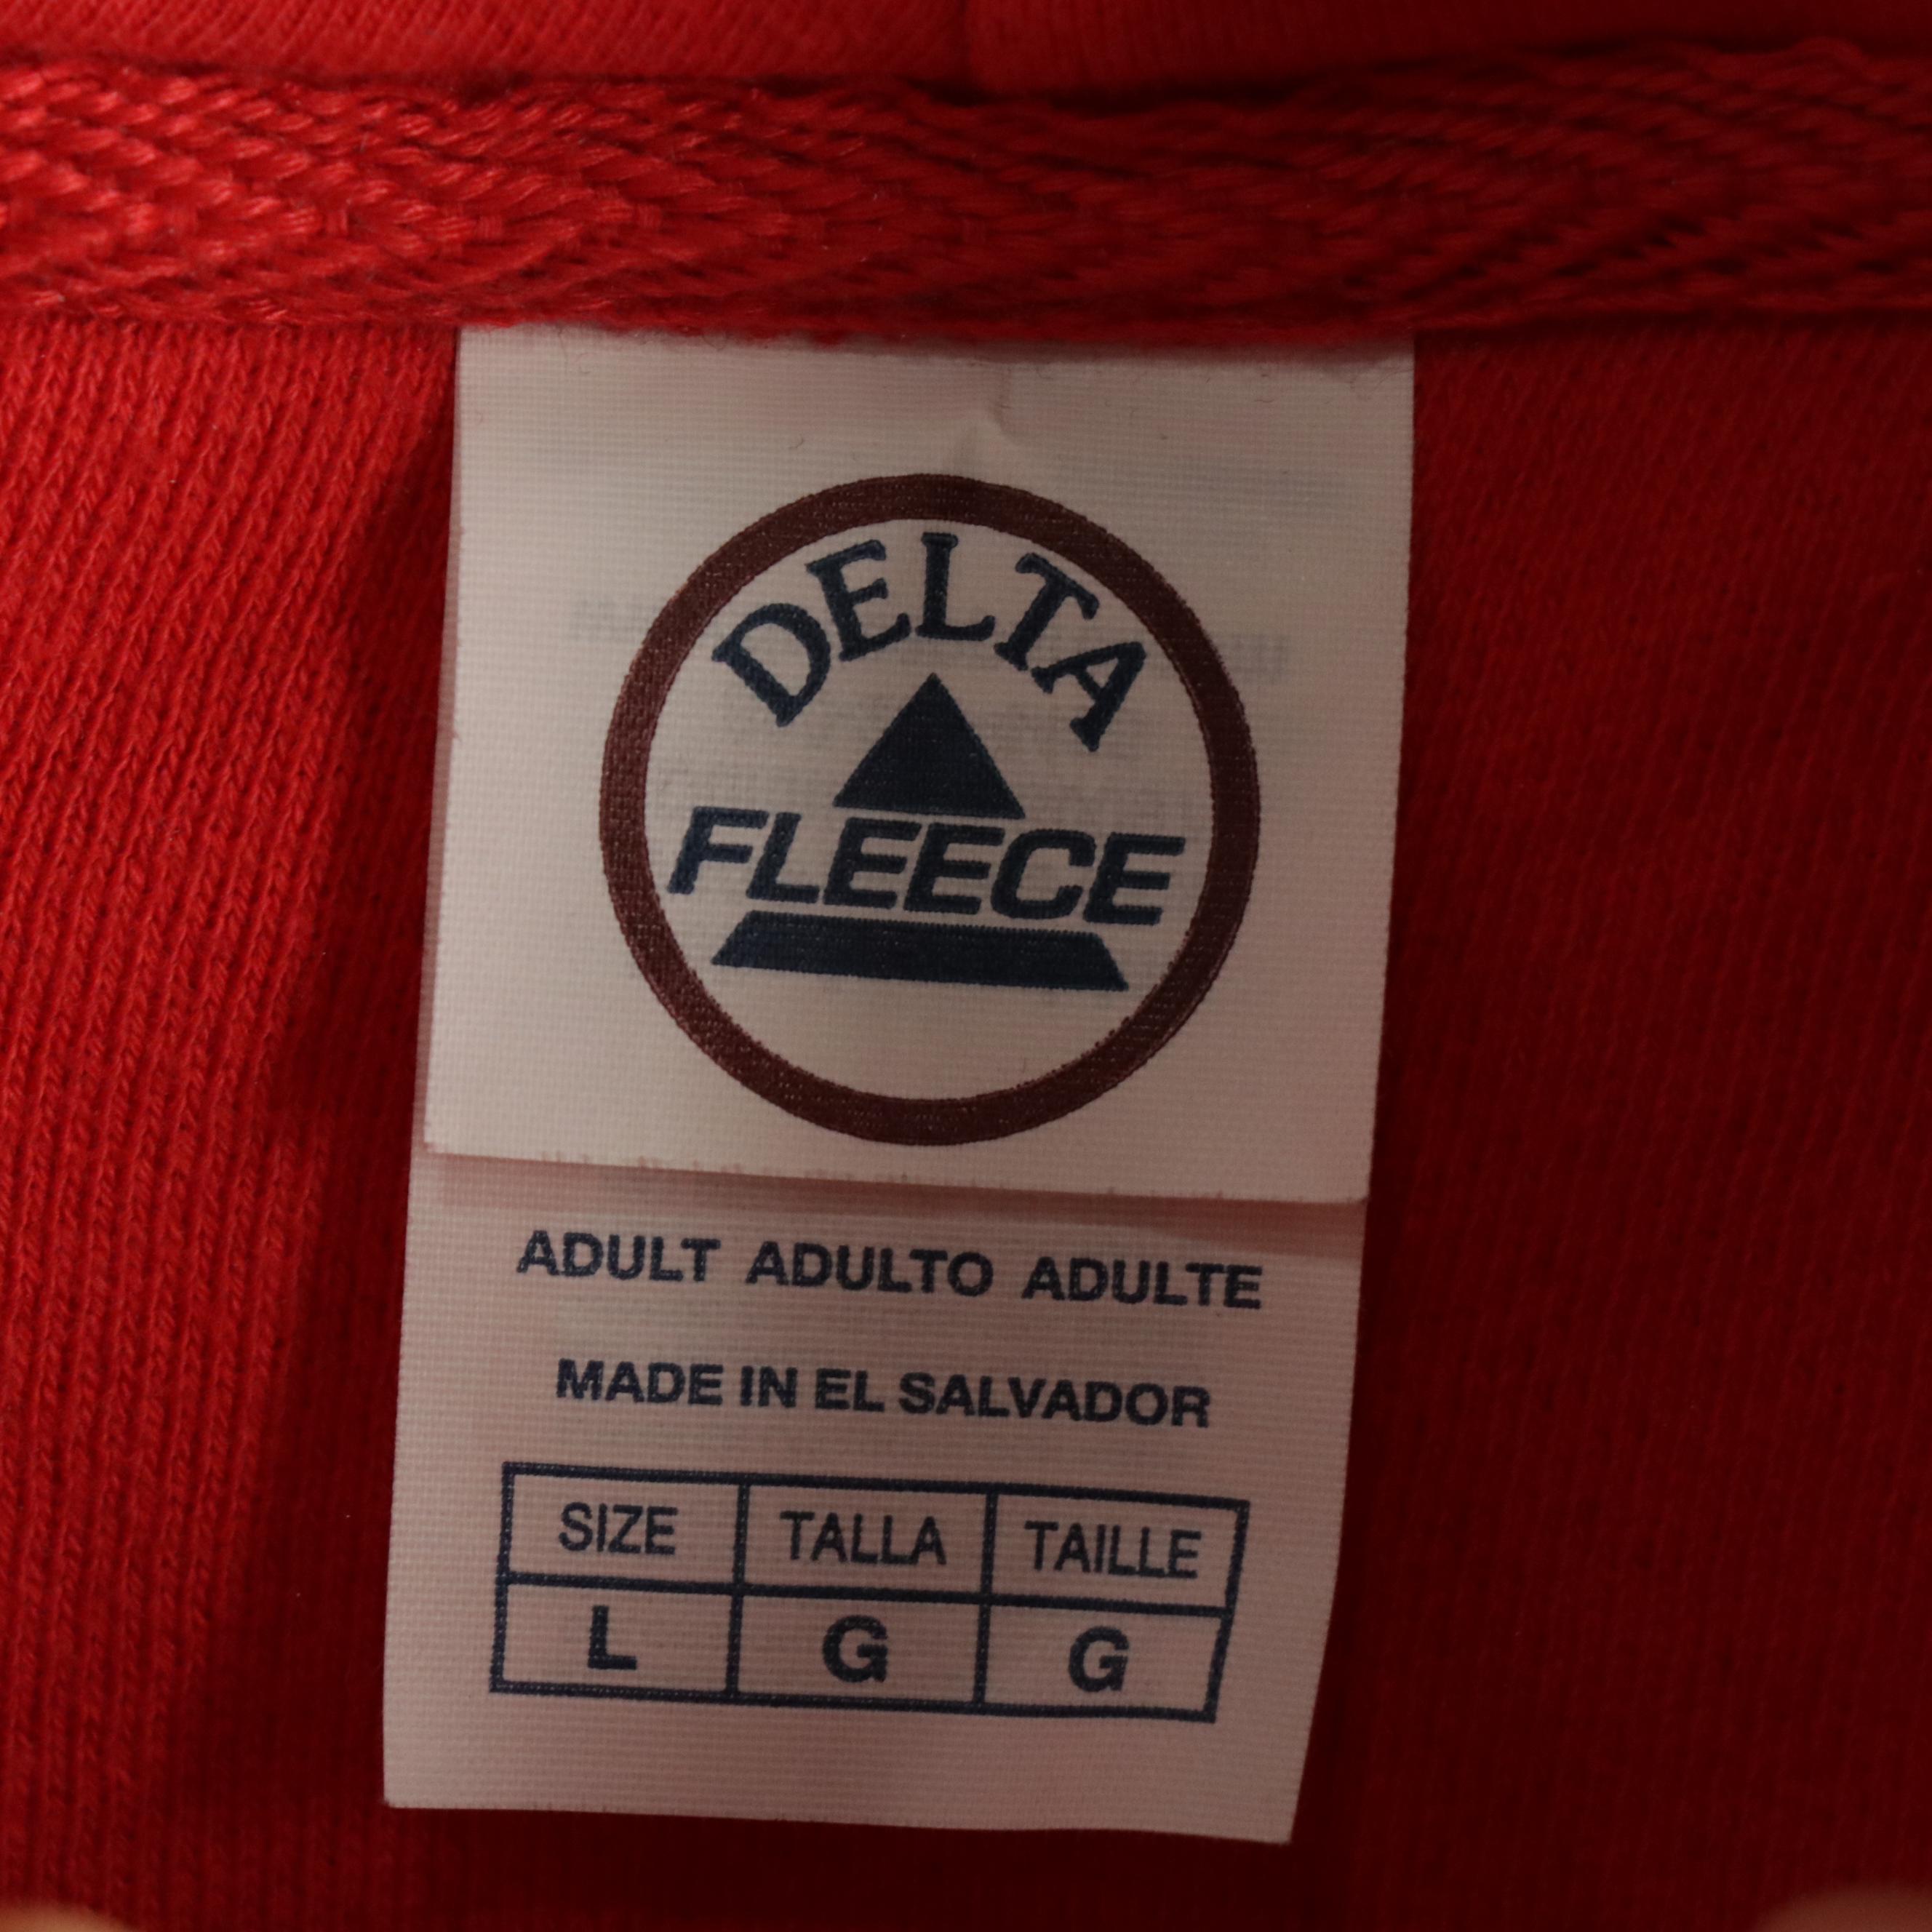 DELTA
FLEECE
ADULT ADULTO ADULTE
MADE IN EL SALVADOR
SIZE TALLA TAILLE
L G G